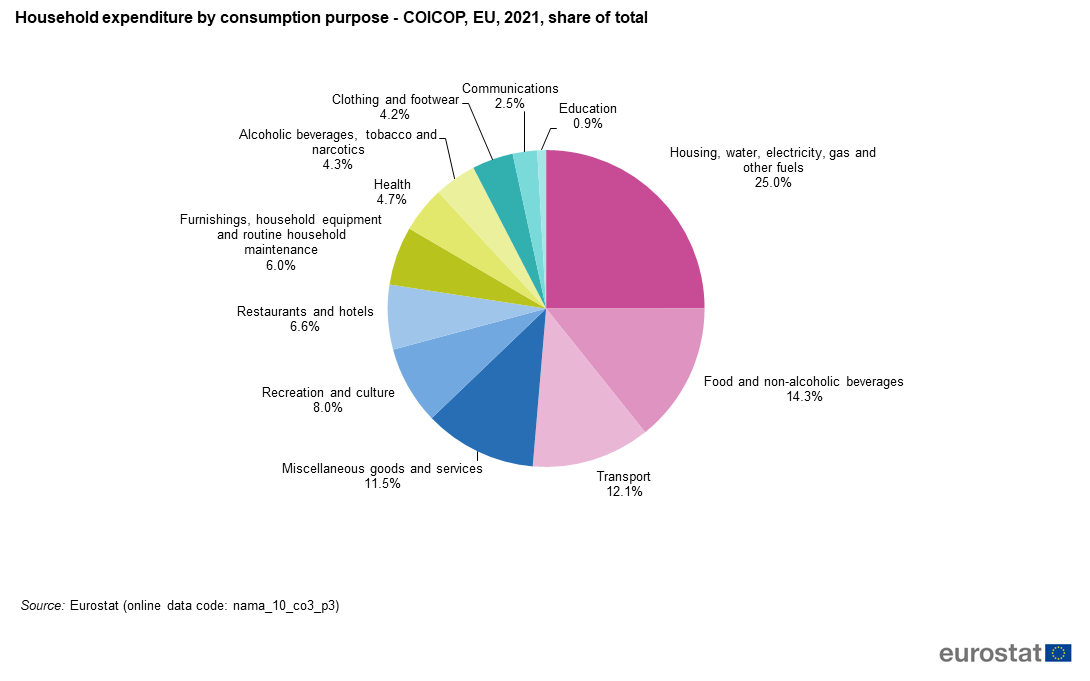 Household expenditure by consumption purpose - COICOP, EU, 2021, share of total
Communications
2.5%
Clothing and footwear
4.2%
Education
0.9%
Alcoholic beverages, tobacco and
narcotics
4.3%
Housing, water, electricity, gas and
other fuels
25.0%
Health
4.7%
Furnishings, household equipment
and routine household
maintenance
6.0%
Restaurants and hotels
6.6%
Food and non-alcoholic beverages
14.3%
Recreation and culture
8.0%
Miscellaneous goods and services
11.5%
Transport
12.1%
Source: Eurostat (online data code: nama_10_co3_p3)
eurostat